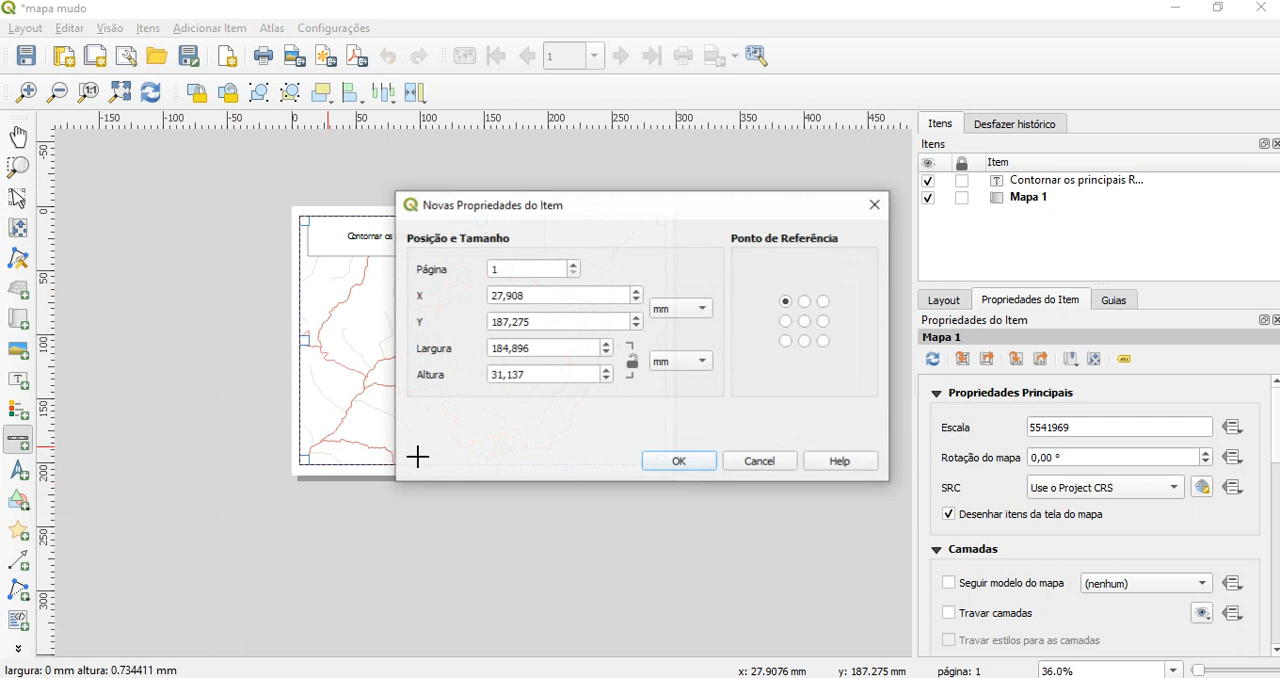 *mapa mudo
Layout Editar Visão Itens Adicionar Item Atlas Configurações
1
-150 -100 -50 0 50 100 150 200 250 300 350 400 450
-50 0 50 100 150 200 250 300
Contornar os
Novas Propriedades do Item
Posição e Tamanho
Ponto de Referência
Página 1
X 27,908 mm
Y 187,275
Largura 184,896 mm
Altura 31,137
OK Cancel Help
Itens Desfazer histórico
Itens
Item
Contornar os principais R...
Mapa 1
Layout Propriedades do Item Guias
Propriedades do Item
Mapa 1
Propriedades Principais
Escala 5541969
Rotação do mapa 0,00 °
SRC Use o Project CRS
Desenhar itens da tela do mapa
Camadas
Seguir modelo do mapa (nenhum)
Travar camadas
Travar estilos para as camadas
largura: 0 mm altura: 0.734411 mm x: 27.9076 mm y: 187.275 mm página: 1 36.0%